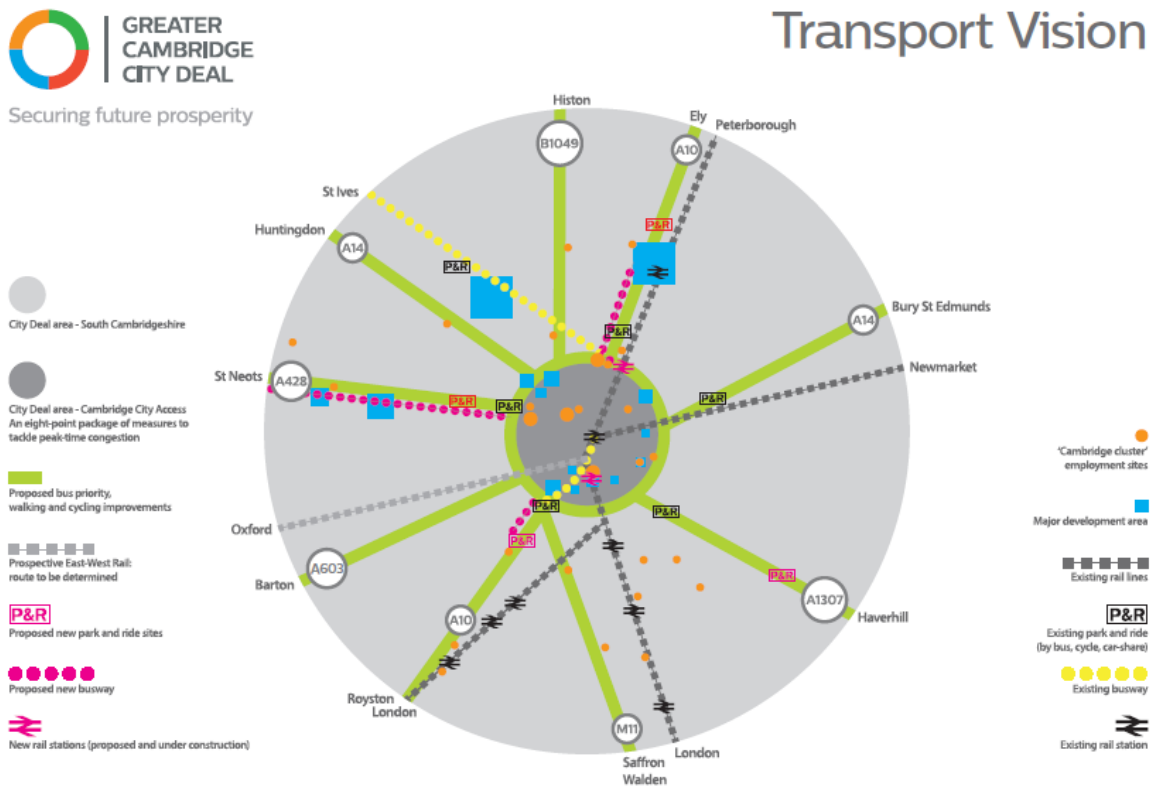 GREATER
CAMBRIDGE
CITY DEAL
Securing future prosperity
Transport Vision
Histon
B1049
Ely
Peterborough
A10
St Ives
P&R
Huntingdon
A14
P&R
P&R
Bury St Edmunds
A14
Newmarket
St Neots
A428
P&R
P&R
P&R
Oxford
Barton
A603
P&R
P&R
P&R
P&R
A1307
Haverhill
A10
Royston
London
M11
Saffron
Walden
London
City Deal area - South Cambridgeshire
City Deal area - Cambridge City Access
An eight-point package of measures to
tackle peak-time congestion
Proposed bus priority,
walking and cycling improvements
Prospective East-West Rail:
route to be determined
P&R
Proposed new park and ride sites
Proposed new busway
New rail stations (proposed and under construction)
'Cambridge cluster'
employment sites
Major development area
Existing rail lines
P&R
Existing park and ride
(by bus, cycle, car-share)
Existing busway
Existing rail station